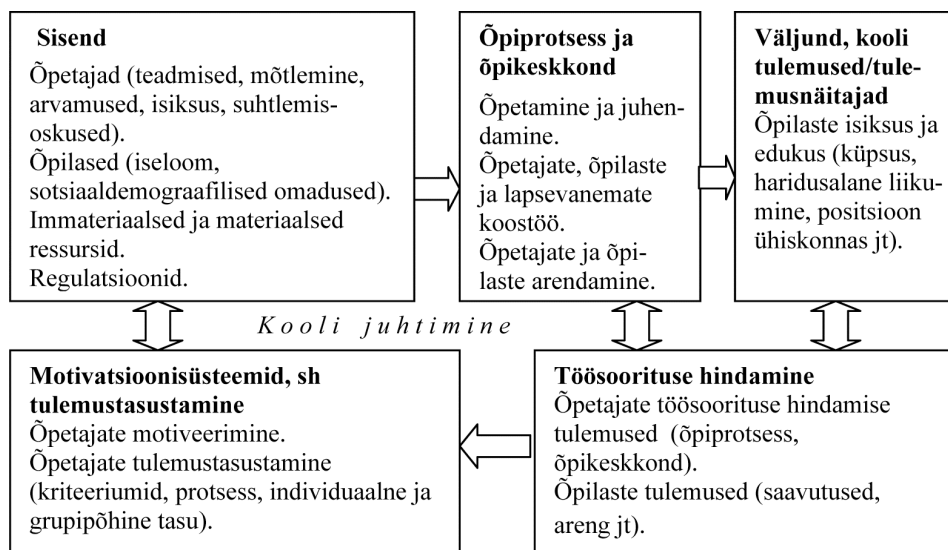 Sisend
Õpetajad (teadmised, mõtlemine,
arvamused, isiksus, suhtlemis-
oskused).
Õpilased (iseloom,
sotsiaaldemograafilised omadused).
Immateriaalsed ja materiaalsed
ressursid.
Regulatsioonid.
Õpiprotsess ja
õpikeskkond
Õpetamine ja juhen-
damine.
Õpetajate, õpilaste
ja lapsevanemate
koostöö.
Õpetajate ja õpi-
laste arendamine.
Väljund, kooli
tulemused/tule-
musnäitajad
Õpilaste isiksus ja
edukus (küpsus,
haridusalane liiku-
mine, positsioon
ühiskonnas jt).
Kooli juhtimine
Motivatsioonisüsteemid, sh
tulemustasustamine
Õpetajate motiveerimine.
Õpetajate tulemustasustamine
(kriteeriumid, protsess, individuaalne ja
grupipõhine tasu).
Töösoorituse hindamine
Õpetajate töösoorituse hindamise
tulemused (õpiprotsess,
õpikeskkond).
Õpilaste tulemused (saavutused,
areng jt).